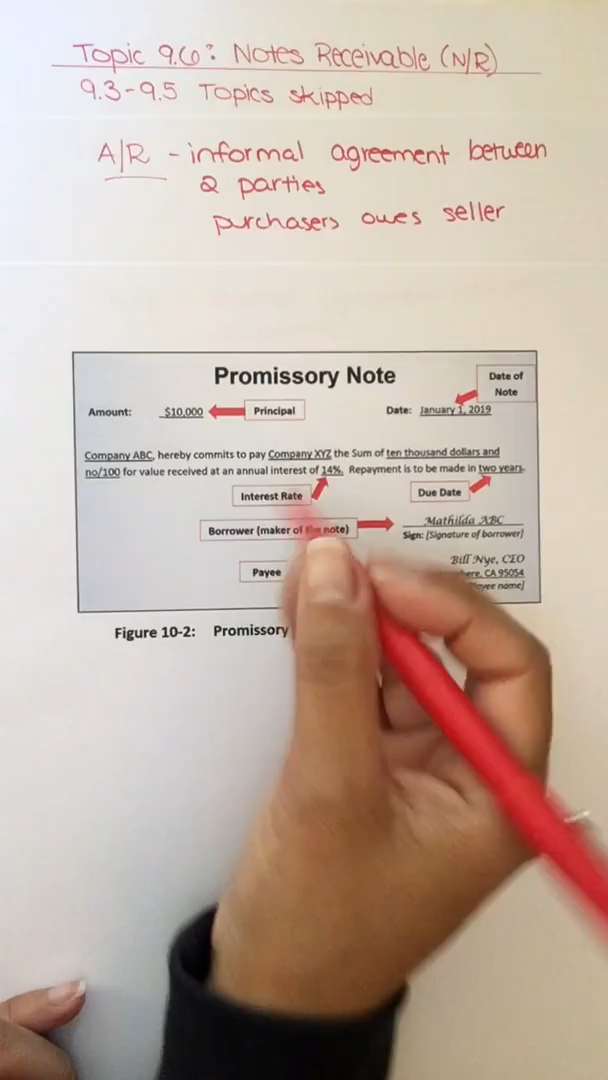 Topic 9.6: Notes Receivable (N/R)
9.3-9.5 Topics skipped
A/R - informal agreement between
2 parties
purchasers owes seller
Promissory Note
Date of
Note
Amount: $10,000
Principal
Date: January 1, 2019
Company ABC, hereby commits to pay Company XYZ the Sum of ten thousand dollars and
no/100 for value received at an annual interest of 14%. Repayment is to be made in two years.
Interest Rate
Due Date
Borrower (maker of the note)
Mathilda ABC
Sign: [Signature of borrower]
Payee
Bill Nye, CEO
, CA 95054
name]
Figure 10-2: Promissory